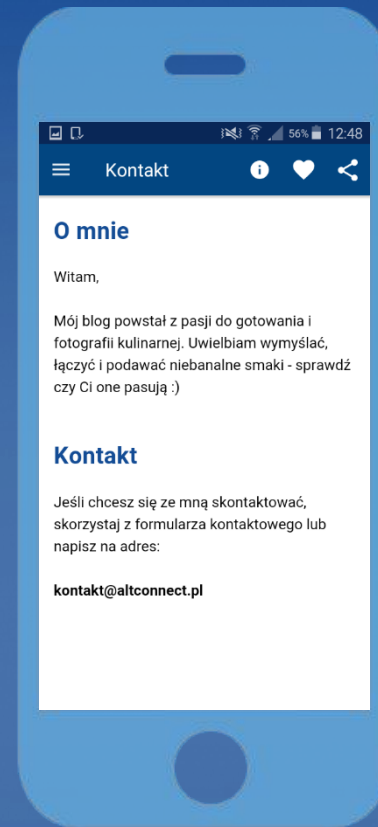 56% 12:48
Kontakt
O mnie
Witam,
Mój blog powstał z pasji do gotowania i
fotografii kulinarnej. Uwielbiam wymyślać,
łączyć i podawać niebanalne smaki - sprawdź
czy Ci one pasują :)
Kontakt
Jeśli chcesz się ze mną skontaktować,
skorzystaj z formularza kontaktowego lub
napisz na adres:
kontakt@altconnect.pl